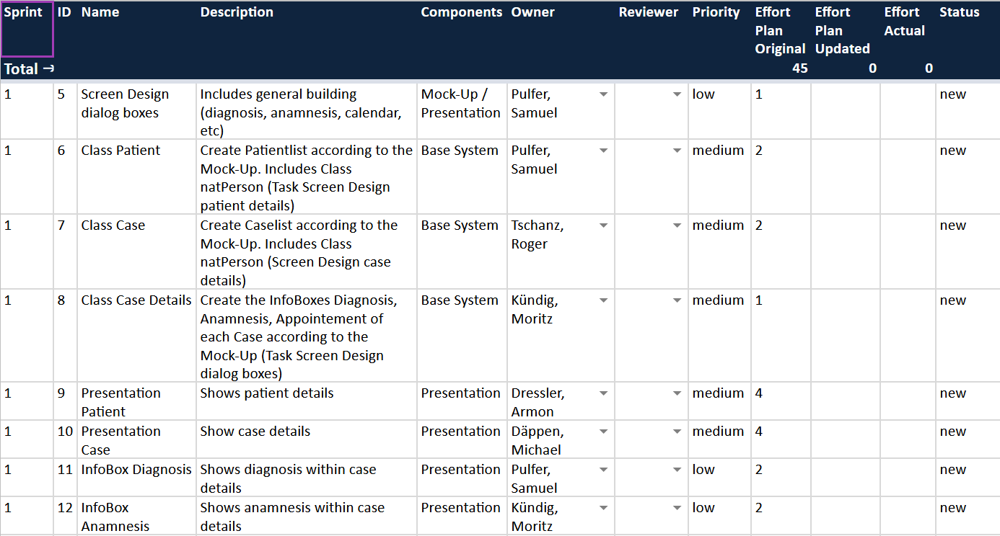 Sprint ID Name Description Components Owner Reviewer Priority Effort Plan Original Effort Plan Updated Effort Actual Status
Total → 45 0 0
1 5 Screen Design dialog boxes Includes general building (diagnosis, anamnesis, calendar, etc) Mock-Up / Presentation Pulfer, Samuel low 1 new
1 6 Class Patient Create Patientlist according to the Mock-Up. Includes Class natPerson (Task Screen Design patient details) Base System Pulfer, Samuel medium 2 new
1 7 Class Case Create Caselist according to the Mock-Up. Includes Class natPerson (Screen Design case details) Base System Tschanz, Roger medium 2 new
1 8 Class Case Details Create the InfoBoxes Diagnosis, Anamnesis, Appointement of each Case according to the Mock-Up (Task Screen Design dialog boxes) Base System Kündig, Moritz medium 1 new
1 9 Presentation Patient Shows patient details Presentation Dressler, Armon medium 4 new
1 10 Presentation Case Show case details Presentation Däppen, Michael medium 4 new
1 11 InfoBox Diagnosis Shows diagnosis within case details Presentation Pulfer, Samuel low 2 new
1 12 InfoBox Anamnesis Shows anamnesis within case details Presentation Kündig, Moritz low 2 new